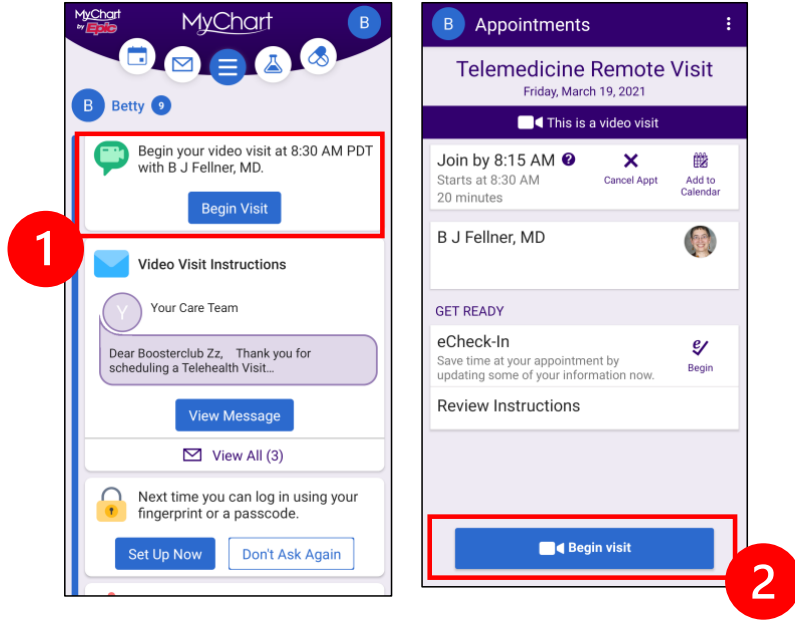 MyChart
by Epic
MyChart
B
B
Betty 9
Begin your video visit at 8:30 AM PDT
with B J Fellner, MD.
Begin Visit
1
Video Visit Instructions
Y
Your Care Team
Dear Boosterclub Zz, Thank you for
scheduling a Telehealth Visit...
View Message
View All (3)
Next time you can log in using your
fingerprint or a passcode.
Set Up Now
Don't Ask Again
B
Appointments
Telemedicine Remote Visit
Friday, March 19, 2021
This is a video visit
Join by 8:15 AM ?
Starts at 8:30 AM
20 minutes
Cancel Appt
Add to
Calendar
B J Fellner, MD
GET READY
eCheck-In
Save time at your appointment by
updating some of your information now.
e
Begin
Review Instructions
Begin visit
2